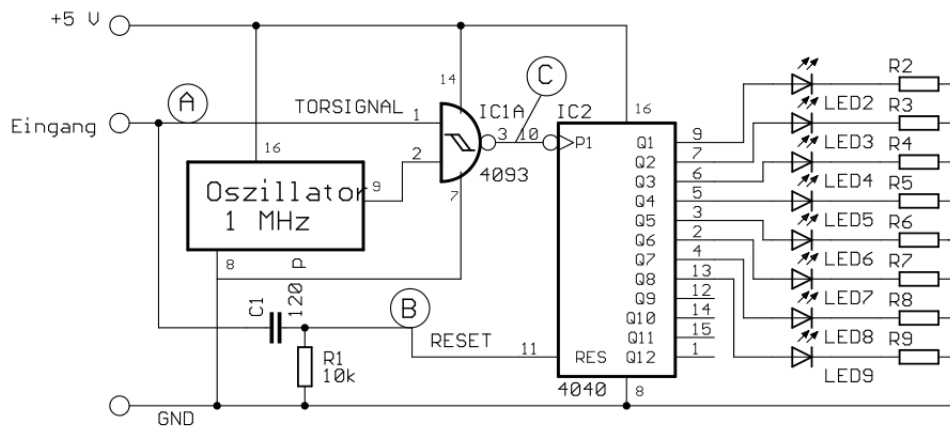 +5 V
Eingang
A
TORSIGNAL
16
Oszillator
1 MHz
9
8
14
1
2
7
IC1A
3
4093
C
10
IC2
16
P1
Q1
Q2
Q3
Q4
Q5
Q6
Q7
Q8
Q9
Q10
Q11
Q12
9
7
6
5
3
2
4
13
12
14
15
1
11
RES
4040
8
C1
120 p
R1
10k
B
RESET
GND
LED2
LED3
LED4
LED5
LED6
LED7
LED8
LED9
R2
R3
R4
R5
R6
R7
R8
R9